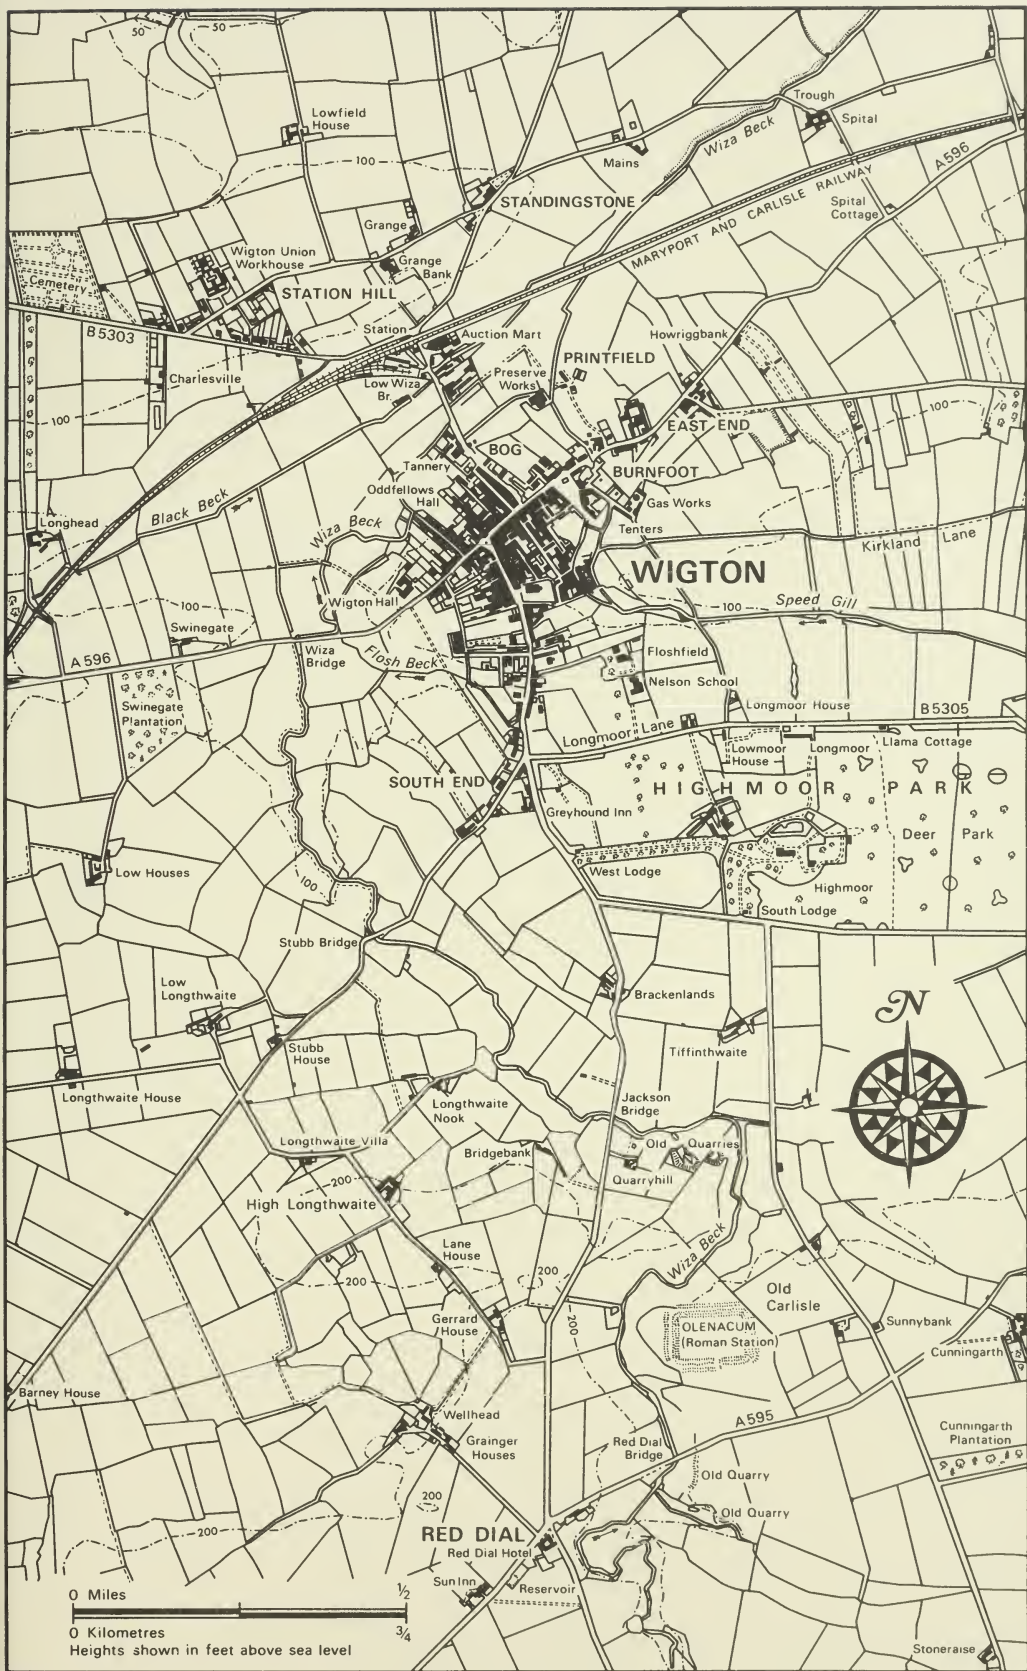 50
50
Lowfield
House
Trough
Spital
Wiza Beck
Mains
100
A 596
STANDINGSTONE
MARYPORT AND CARLISLE RAILWAY
Spital
Cottage
Grange
Wigton Union
Workhouse
Grange
Bank
Cemetery
STATION HILL
B 5303
Station
Auction Mart
Howriggbank
PRINTFIELD
Preserve
Works
Charlesville
Low Wiza
Br.
100
100
EAST END
BOG
Tannery
BURNFOOT
Oddfellows
Hall
Gas Works
Black Beck
Wiza Beck
Tenters
Longhead
Kirkland Lane
WIGTON
100
Wigton Hall
100
Speed Gill
Swinegate
A 596
Wiza
Bridge
Flosh Beck
Floshfield
Nelson School
Swinegate
Plantation
Longmoor House
B 5305
Longmoor Lane
Lowmoor
House
Longmoor
Llama Cottage
SOUTH END
HIGHMOOR PARK
Greyhound Inn
Deer Park
Low Houses
West Lodge
100
Highmoor
South Lodge
Stubb Bridge
Low
Longthwaite
Brackenlands
N
Stubb
House
Tiffinthwaite
Longthwaite House
Longthwaite
Nook
Jackson
Bridge
Longthwaite Villa
Bridgebank
Old Quarries
200
Quarryhill
High Longthwaite
Wiza Beck
Lane
House
200
200
Old
Carlisle
Gerrard
House
200
OLENACUM
(Roman Station)
Sunnybank
Cunningarth
Barney House
Wellhead
A 595
Grainger
Houses
Red Dial
Bridge
Cunningarth
Plantation
Old Quarry
200
Old Quarry
200
RED DIAL
Red Dial Hotel
Sun Inn
Reservoir
0 Miles 1/2
0 Kilometres 3/4
Heights shown in feet above sea level
Stoneraise